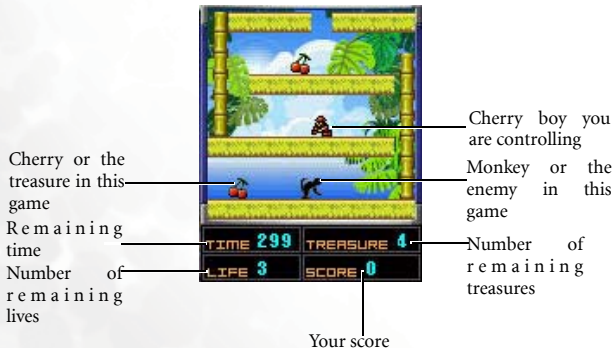 Cherry boy you
are controlling
Cherry or the
treasure in this
game
Monkey or the
enemy in this
game
Remaining
time
TIME 299 TREASURE 4
Number of
remaining
treasures
Number of
remaining
lives
LIFE 3 SCORE 0
Your score